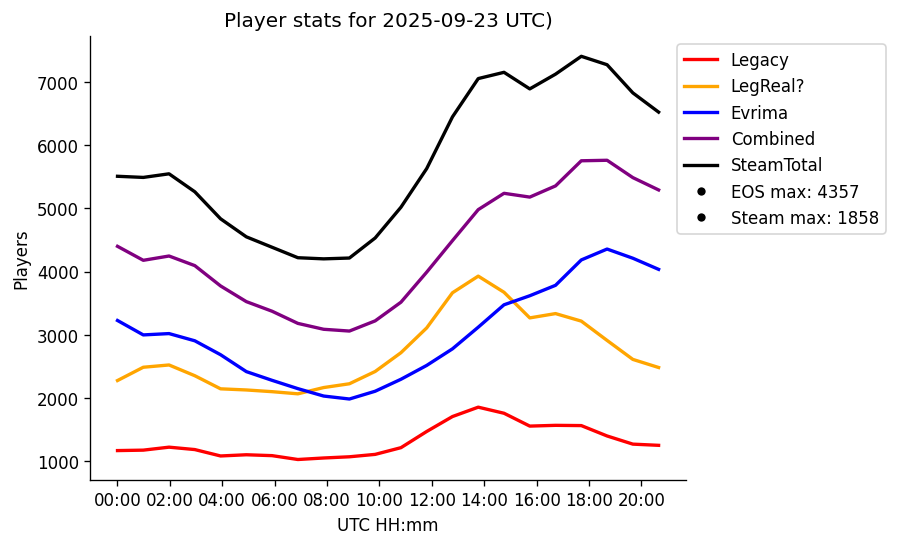 Player stats for 2025-09-23 UTC)
Legacy
LegReal?
Evrima
Combined
SteamTotal
EOS max: 4357
Steam max: 1858
Players
7000
6000
5000
4000
3000
2000
1000
00:00 02:00 04:00 06:00 08:00 10:00 12:00 14:00 16:00 18:00 20:00
UTC HH:mm